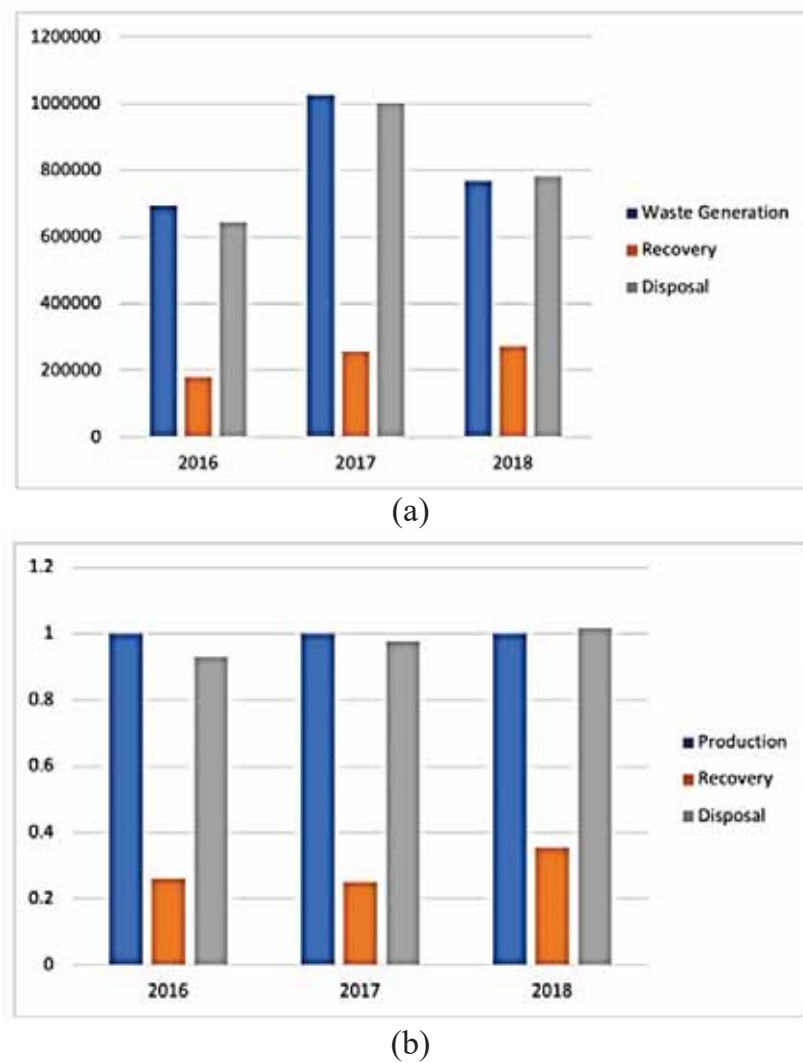 1200000
1000000
800000
600000
400000
200000
0
2016 2017 2018
Waste Generation
Recovery
Disposal
(a)
1.2
1
0.8
0.6
0.4
0.2
0
2016 2017 2018
Production
Recovery
Disposal
(b)